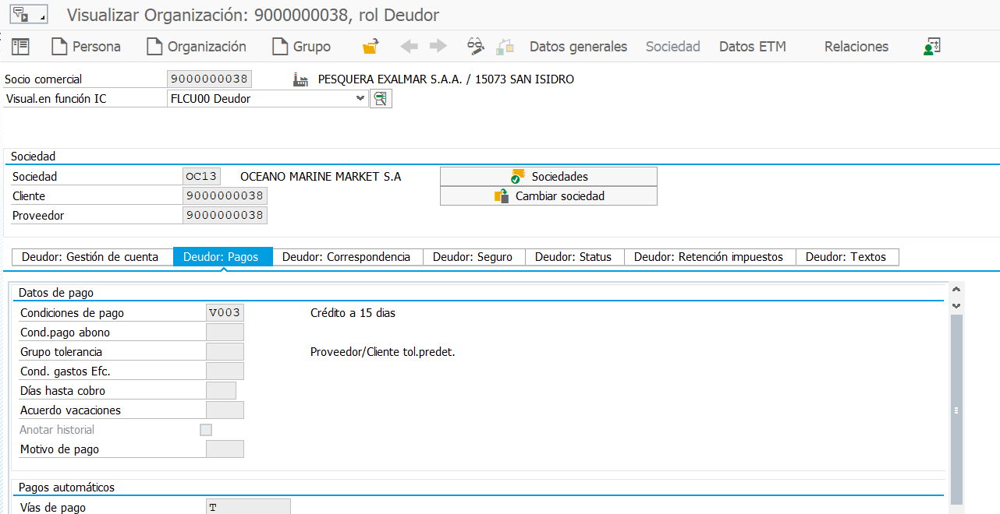 Visualizar Organización: 9000000038, rol Deudor
Persona Organización Grupo Datos generales Sociedad Datos ETM Relaciones
Socio comercial 9000000038 PESQUERA EXALMAR S.A.A. / 15073 SAN ISIDRO
Visual.en función IC FLCU00 Deudor
Sociedad
Sociedad OC13 OCEANO MARINE MARKET S.A Sociedades
Cliente 9000000038 Cambiar sociedad
Proveedor 9000000038
Deudor: Gestión de cuenta Deudor: Pagos Deudor: Correspondencia Deudor: Seguro Deudor: Status Deudor: Retención impuestos Deudor: Textos
Datos de pago
Condiciones de pago V003 Crédito a 15 dias
Cond.pago abono
Grupo tolerancia Proveedor/Cliente tol.predet.
Cond. gastos Efc.
Días hasta cobro
Acuerdo vacaciones
Anotar historial
Motivo de pago
Pagos automáticos
Vías de pago T